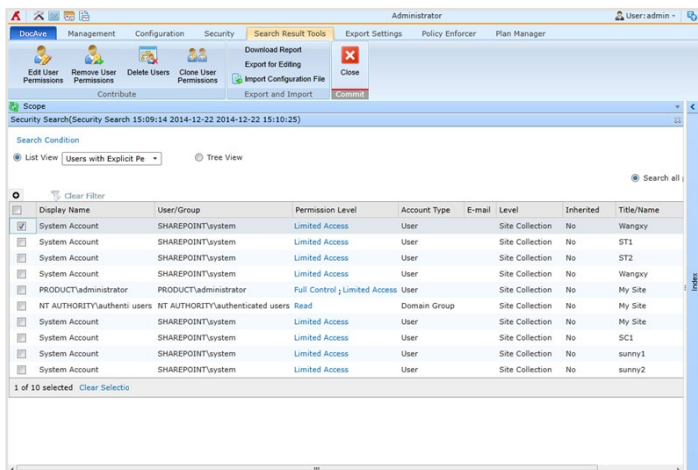 Administrator
User: admin
DocAve Management Configuration Security Search Result Tools Export Settings Policy Enforcer Plan Manager
Edit User Permissions
Remove User Permissions
Delete Users
Clone User Permissions
Download Report
Export for Editing
Import Configuration File
Close
Contribute Export and Import Commit
Scope
Security Search(Security Search 15:09:14 2014-12-22 2014-12-22 15:10:25)
Search Condition
List View Users with Explicit Pe Tree View
Search all
Clear Filter
Display Name User/Group Permission Level Account Type E-mail Level Inherited Title/Name
System Account SHAREPOINT\system Limited Access User Site Collection No Wangxy
System Account SHAREPOINT\system Limited Access User Site Collection No ST1
System Account SHAREPOINT\system Limited Access User Site Collection No ST2
System Account SHAREPOINT\system Limited Access User Site Collection No Wangxy
PRODUCT\administrator PRODUCT\administrator Full Control ; Limited Access User Site Collection No My Site
NT AUTHORITY\authenti users NT AUTHORITY\authenticated users Read Domain Group Site Collection No My Site
System Account SHAREPOINT\system Limited Access User Site Collection No My Site
System Account SHAREPOINT\system Limited Access User Site Collection No SC1
System Account SHAREPOINT\system Limited Access User Site Collection No sunny1
System Account SHAREPOINT\system Limited Access User Site Collection No sunny2
1 of 10 selected Clear Selectio
Index